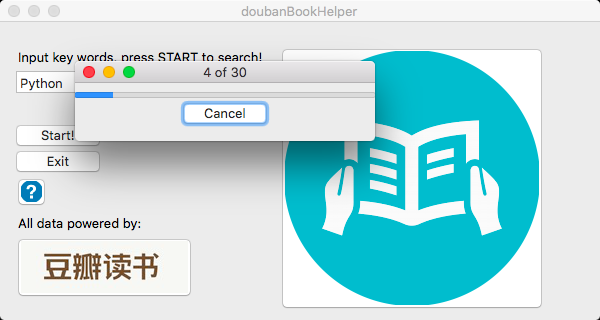 doubanBookHelper
Input key words, press START to search!
4 of 30
Python
Cancel
Start!
Exit
?
All data powered by:
豆瓣读书